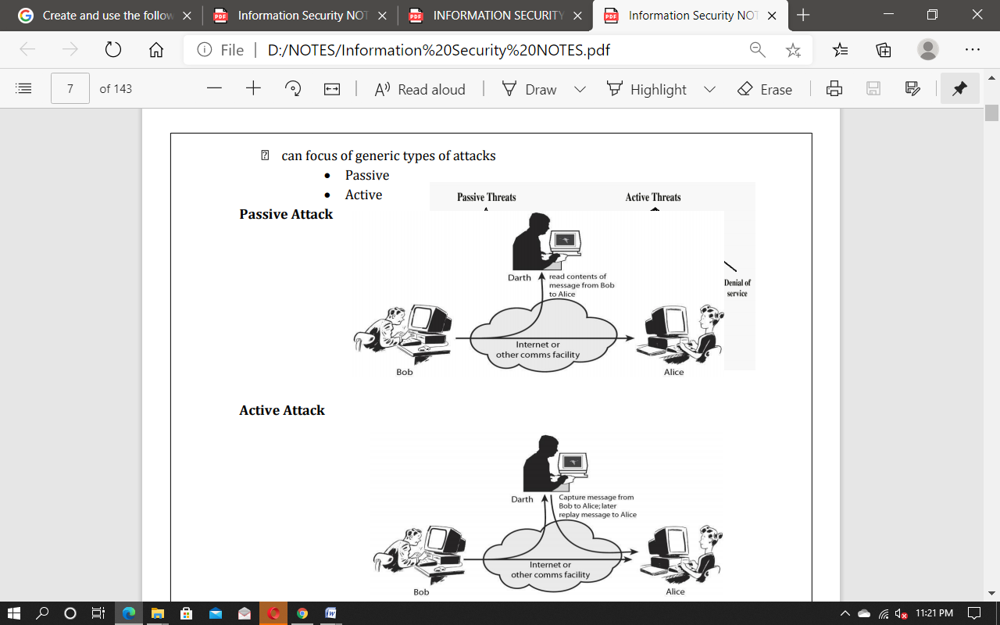 Create and use the follow
Information Security NOT
INFORMATION SECURITY
Information Security NOT
File
D:/NOTES/Information%20Security%20NOTES.pdf
7 of 143
Read aloud
Draw
Highlight
Erase
can focus of generic types of attacks
• Passive
• Active
Passive Attack
Passive Threats
Active Threats
Darth
read contents of
message from Bob
to Alice
Denial of
service
Internet or
other comms facility
Bob
Alice
Active Attack
Darth
Capture message from
Bob to Alice; later
replay message to Alice
Internet or
other comms facility
Bob
Alice
11:21 PM